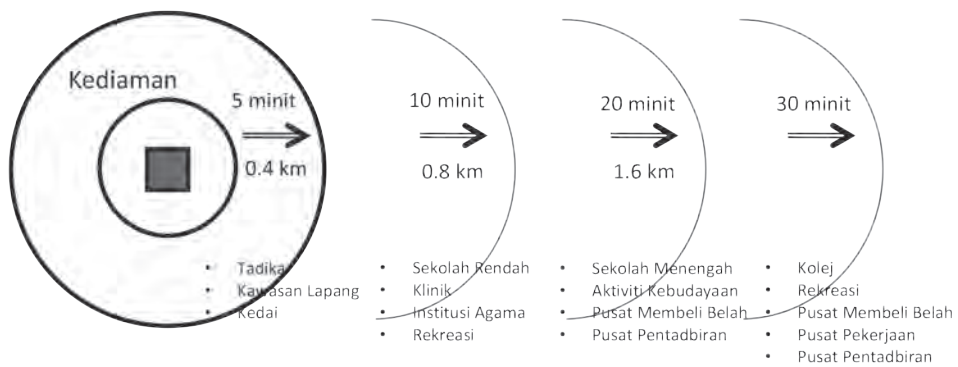 Kediaman
5 minit
0.4 km
10 minit
0.8 km
20 minit
1.6 km
30 minit
• Tadika
• Kawasan Lapang
• Kedai
• Sekolah Rendah
• Klinik
• Institusi Agama
• Rekreasi
• Sekolah Menengah
• Aktiviti Kebudayaan
• Pusat Membeli Belah
• Pusat Pentadbiran
• Kolej
• Rekreasi
• Pusat Membeli Belah
• Pusat Pekerjaan
• Pusat Pentadbiran